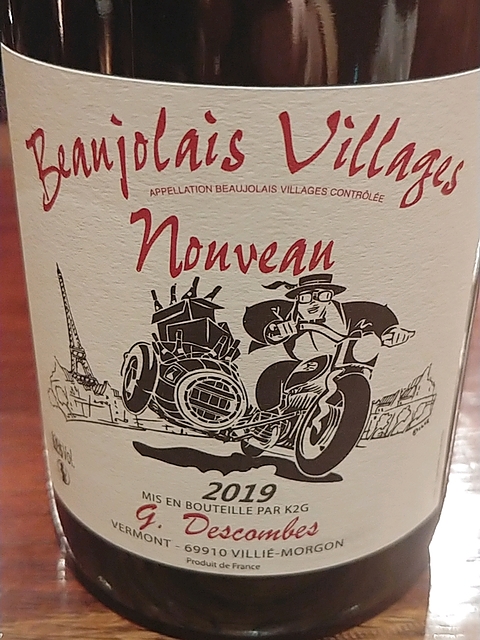 Beaujolais Villages
APPELLATION BEAUJOLAIS VILLAGES CONTRÔLÉE
Nouveau
2019
MIS EN BOUTEILLE PAR K2G
G. Descombes
VERMONT - 69910 VILLIÉ-MORGON
Produit de France